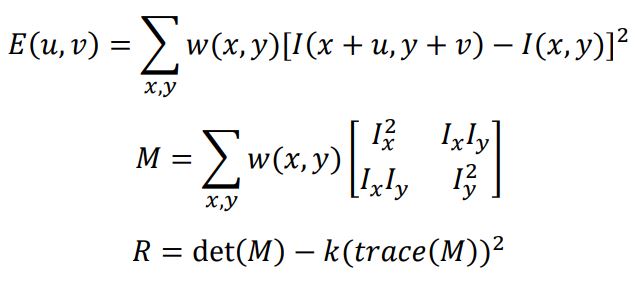 E(u, v) = ∑_{x,y} w(x, y)[I(x + u, y + v) − I(x, y)]²
M = ∑_{x,y} w(x, y) [I_x² I_xI_y; I_xI_y I_y²]
R = det(M) − k(trace(M))²